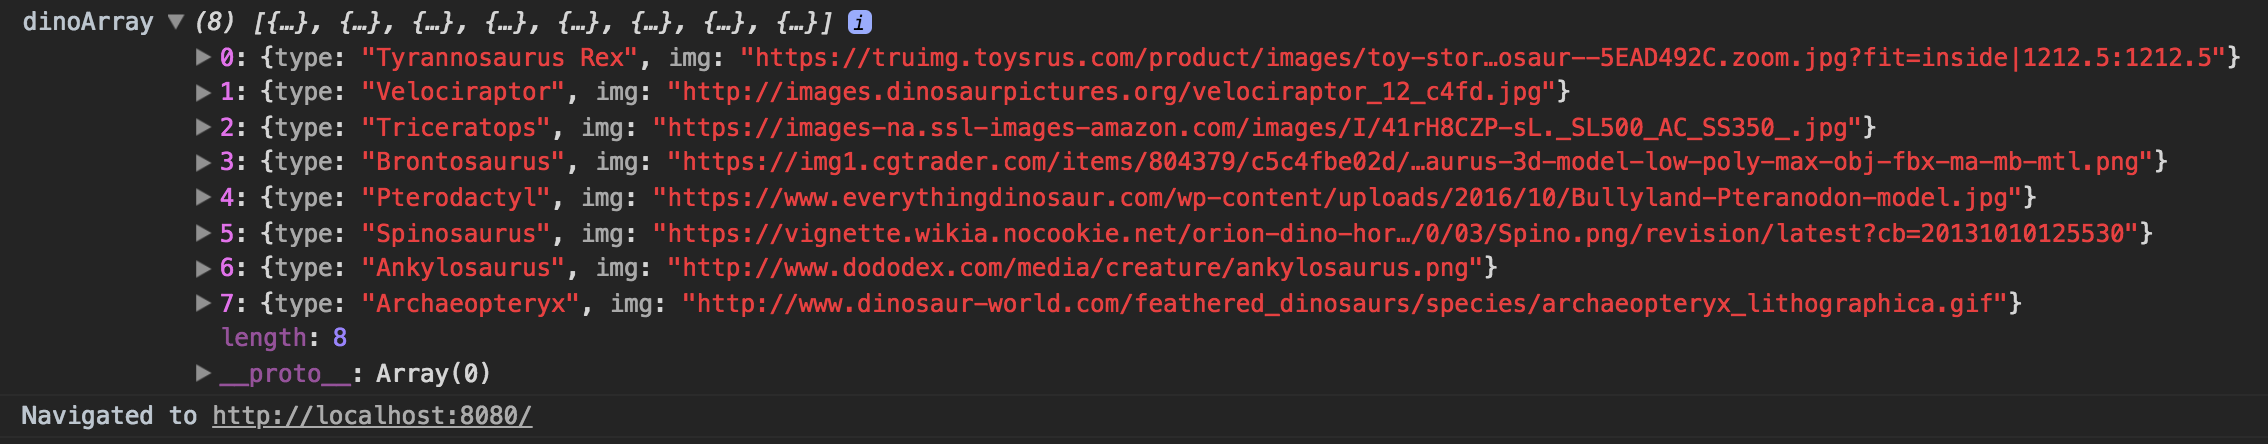 dinoArray ▼ (8) [{…}, {…}, {…}, {…}, {…}, {…}, {…}, {…}] i
▶ 0: {type: "Tyrannosaurus Rex", img: "https://truimg.toysrus.com/product/images/toy-stor…osaur--5EAD492C.zoom.jpg?fit=inside|1212.5:1212.5"}
▶ 1: {type: "Velociraptor", img: "http://images.dinosaurpictures.org/velociraptor_12_c4fd.jpg"}
▶ 2: {type: "Triceratops", img: "https://images-na.ssl-images-amazon.com/images/I/41rH8CZP-sL._SL500_AC_SS350_.jpg"}
▶ 3: {type: "Brontosaurus", img: "https://img1.cgtrader.com/items/804379/c5c4fbe02d/…aurus-3d-model-low-poly-max-obj-fbx-ma-mb-mtl.png"}
▶ 4: {type: "Pterodactyl", img: "https://www.everythingdinosaur.com/wp-content/uploads/2016/10/Bullyland-Pteranodon-model.jpg"}
▶ 5: {type: "Spinosaurus", img: "https://vignette.wikia.nocookie.net/orion-dino-hor…/0/03/Spino.png/revision/latest?cb=20131010125530"}
▶ 6: {type: "Ankylosaurus", img: "http://www.dododex.com/media/creature/ankylosaurus.png"}
▶ 7: {type: "Archaeopteryx", img: "http://www.dinosaur-world.com/feathered_dinosaurs/species/archaeopteryx_lithographica.gif"}
length: 8
▶ __proto__: Array(0)
Navigated to http://localhost:8080/